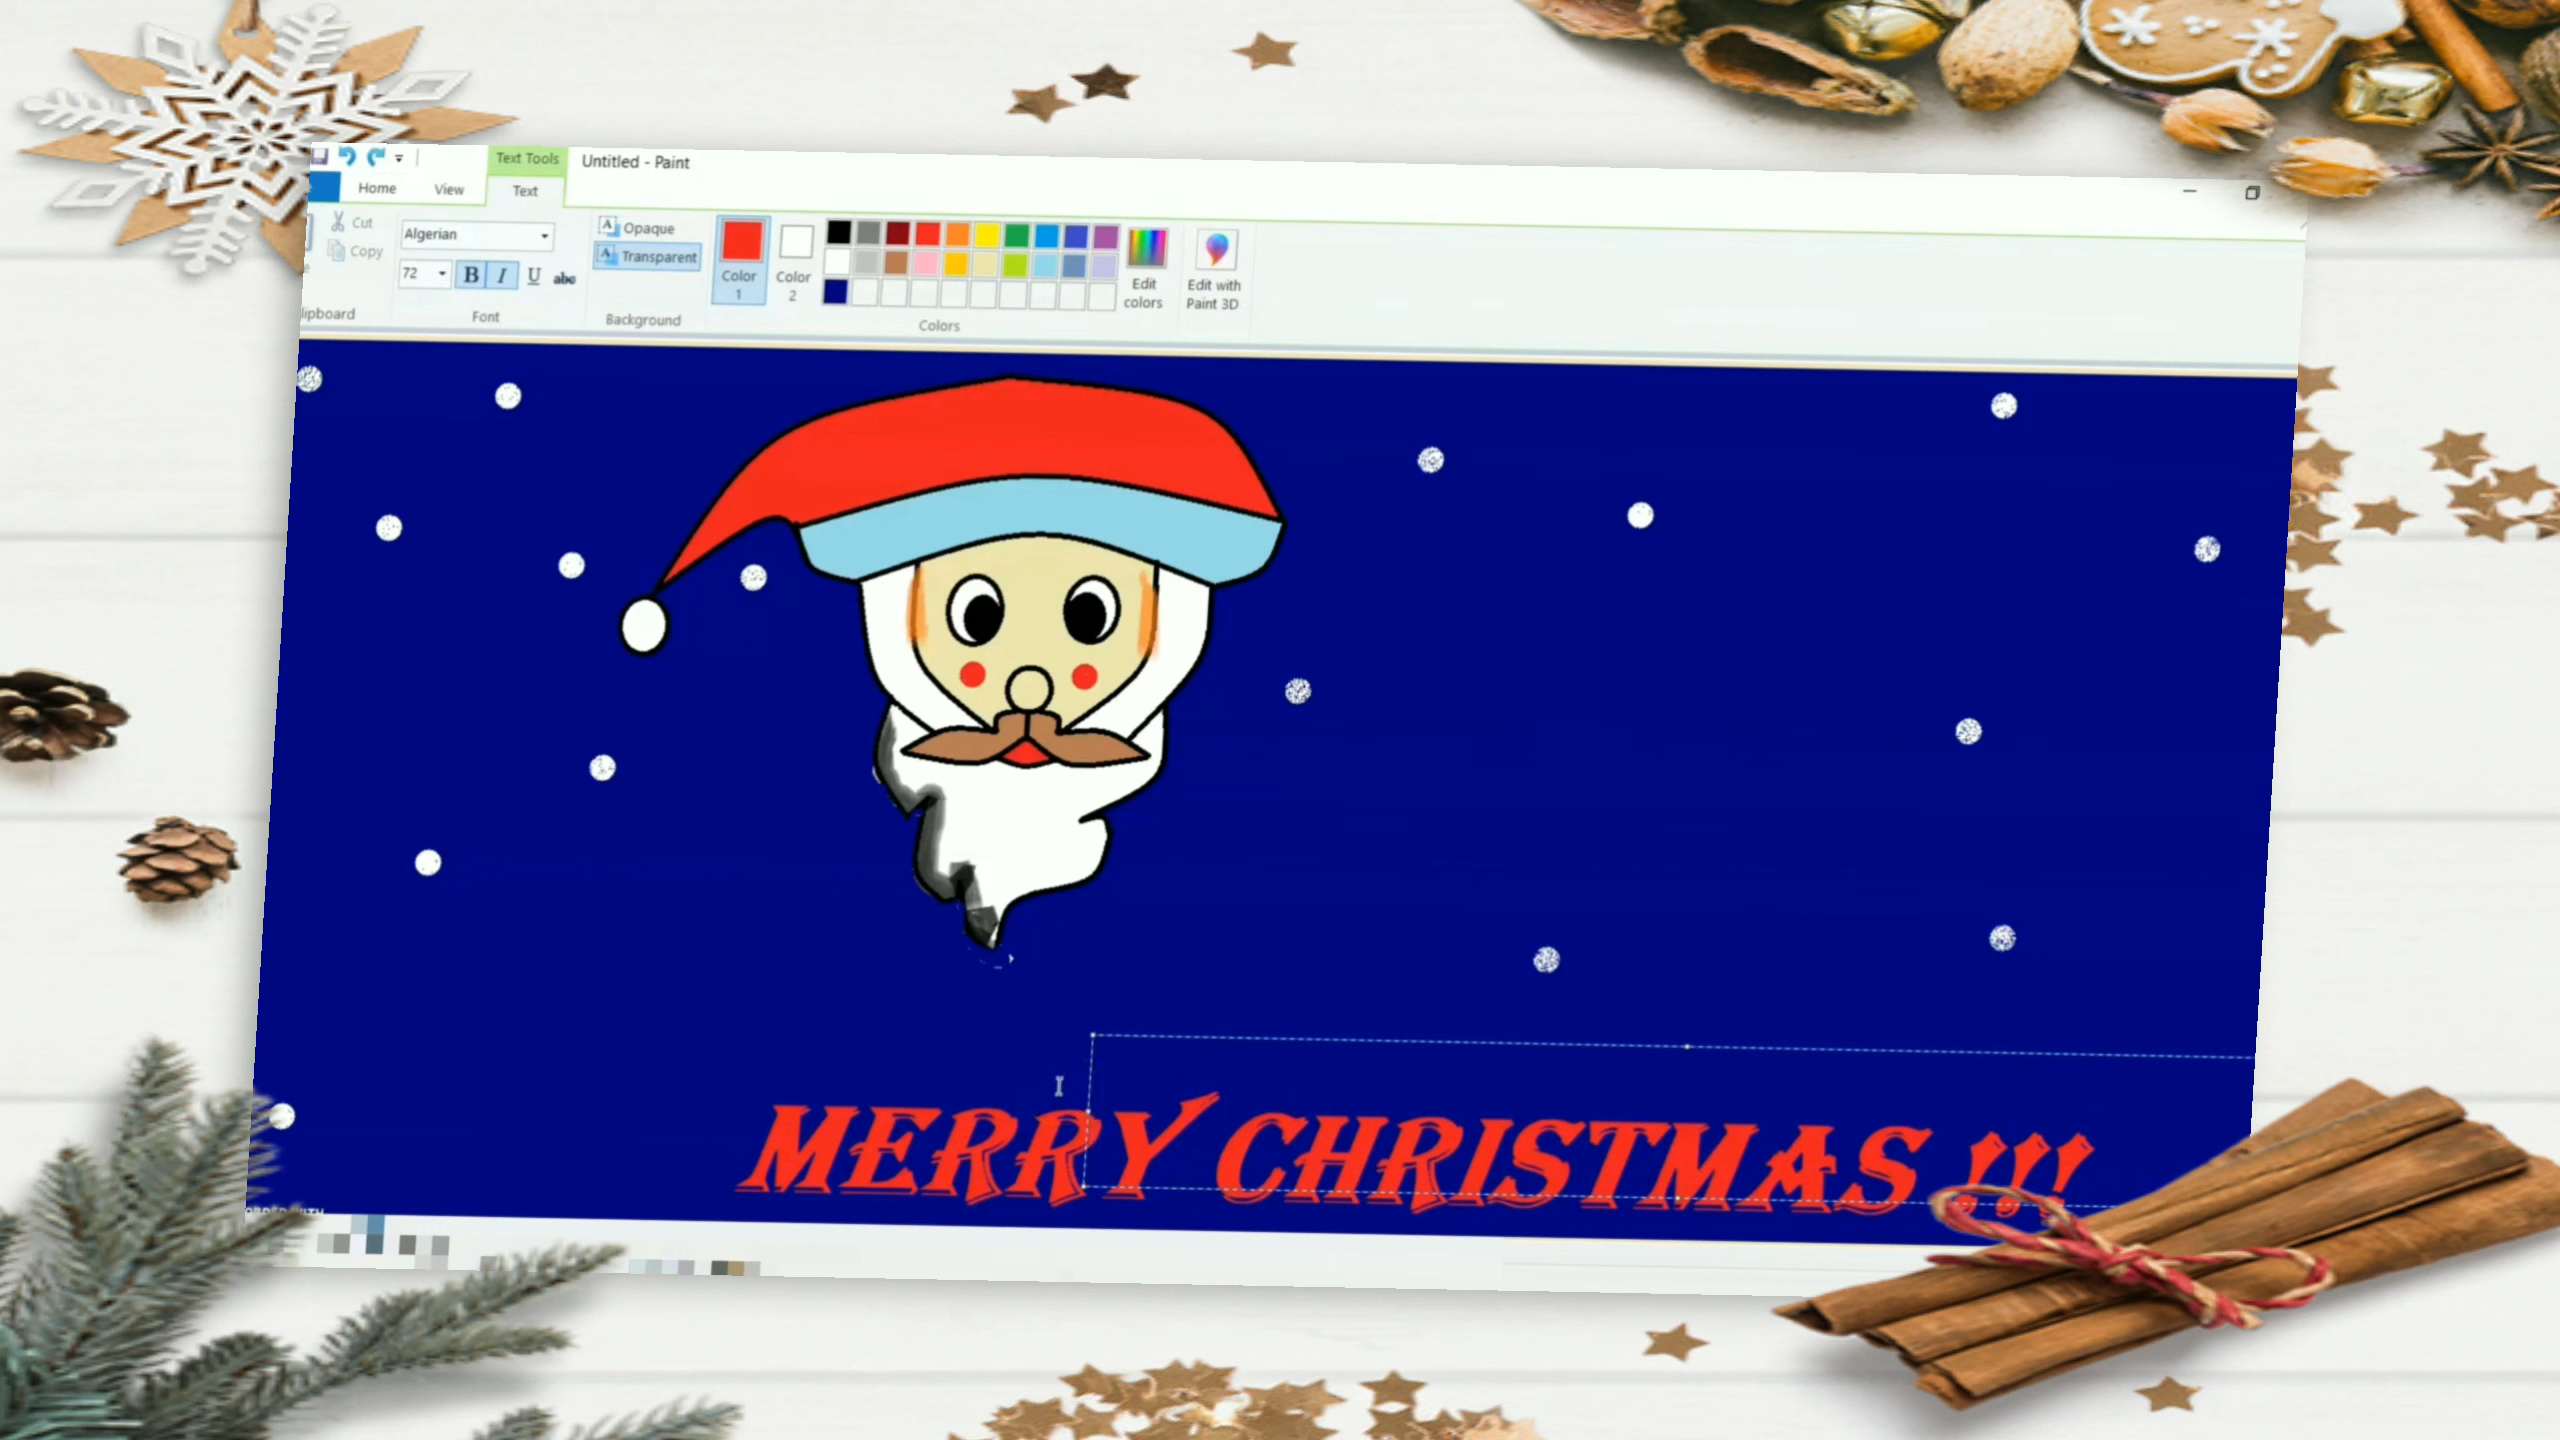 Text Tools
Untitled - Paint
Home
View
Text
Cut
Copy
Algerian
72
B
I
U
abc
Opaque
Transparent
Color
1
Color
2
Edit
colors
Edit with
Paint 3D
lipboard
Font
Background
Colors
MERRY CHRISTMAS !!!